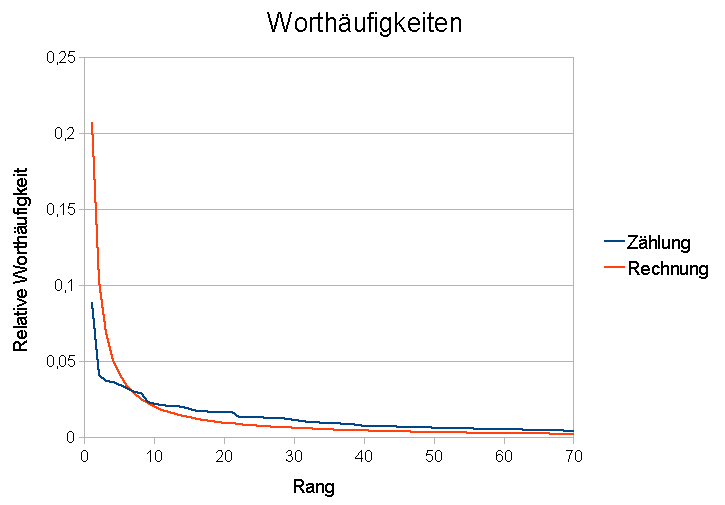 Worthäufigkeiten
0,25
0,2
0,15
0,1
0,05
0
Relative Worthäufigkeit
0 10 20 30 40 50 60 70
Rang
Zählung
Rechnung